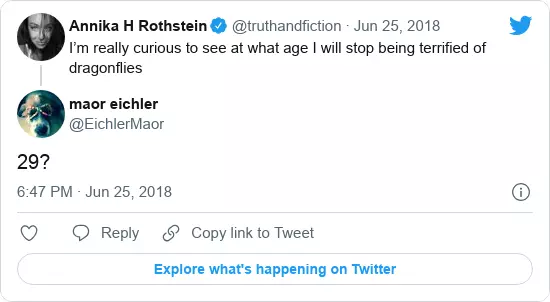 Annika H Rothstein @truthandfiction · Jun 25, 2018
I'm really curious to see at what age I will stop being terrified of
dragonflies
maor eichler
@EichlerMaor
29?
6:47 PM · Jun 25, 2018
Reply
Copy link to Tweet
Explore what's happening on Twitter